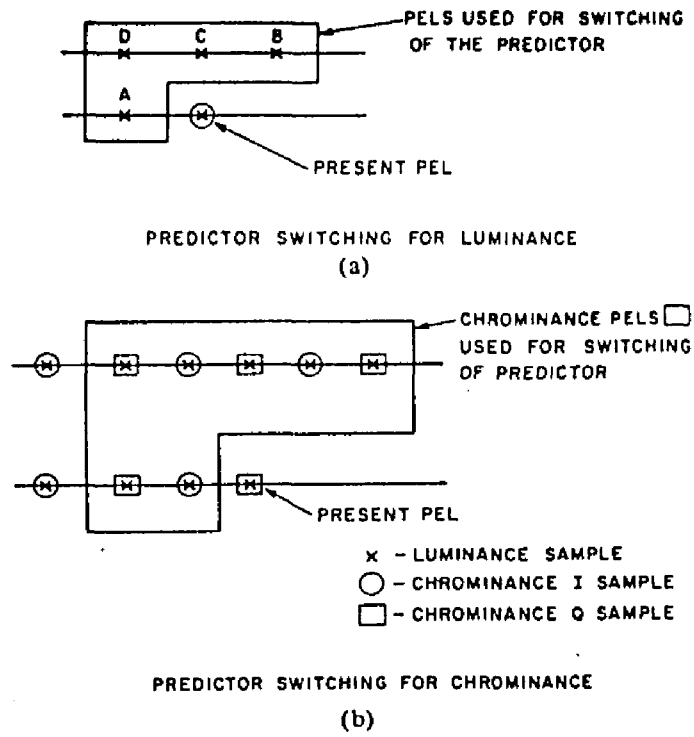 D C B
PELS USED FOR SWITCHING
OF THE PREDICTOR
A
PRESENT PEL
PREDICTOR SWITCHING FOR LUMINANCE
(a)
CHROMINANCE PELS
USED FOR SWITCHING
OF PREDICTOR
PRESENT PEL
x - LUMINANCE SAMPLE
- CHROMINANCE I SAMPLE
- CHROMINANCE Q SAMPLE
PREDICTOR SWITCHING FOR CHROMINANCE
(b)